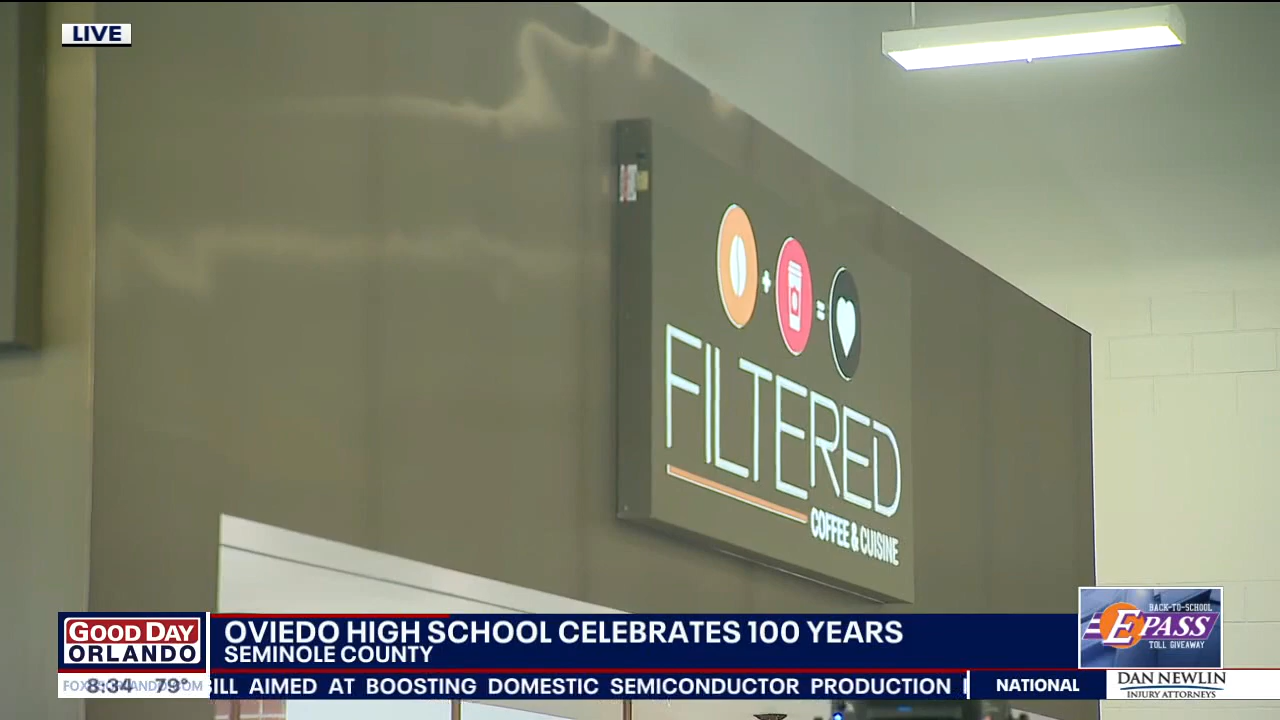 LIVE
+ =
FILTERED
COFFEE & CUISINE
GOOD DAY
ORLANDO
OVIEDO HIGH SCHOOL CELEBRATES 100 YEARS
SEMINOLE COUNTY
BACK-TO-SCHOOL
E PASS
TOLL GIVEAWAY
8:34 79°
BILL AIMED AT BOOSTING DOMESTIC SEMICONDUCTOR PRODUCTION
NATIONAL
DAN NEWLIN
INJURY ATTORNEYS